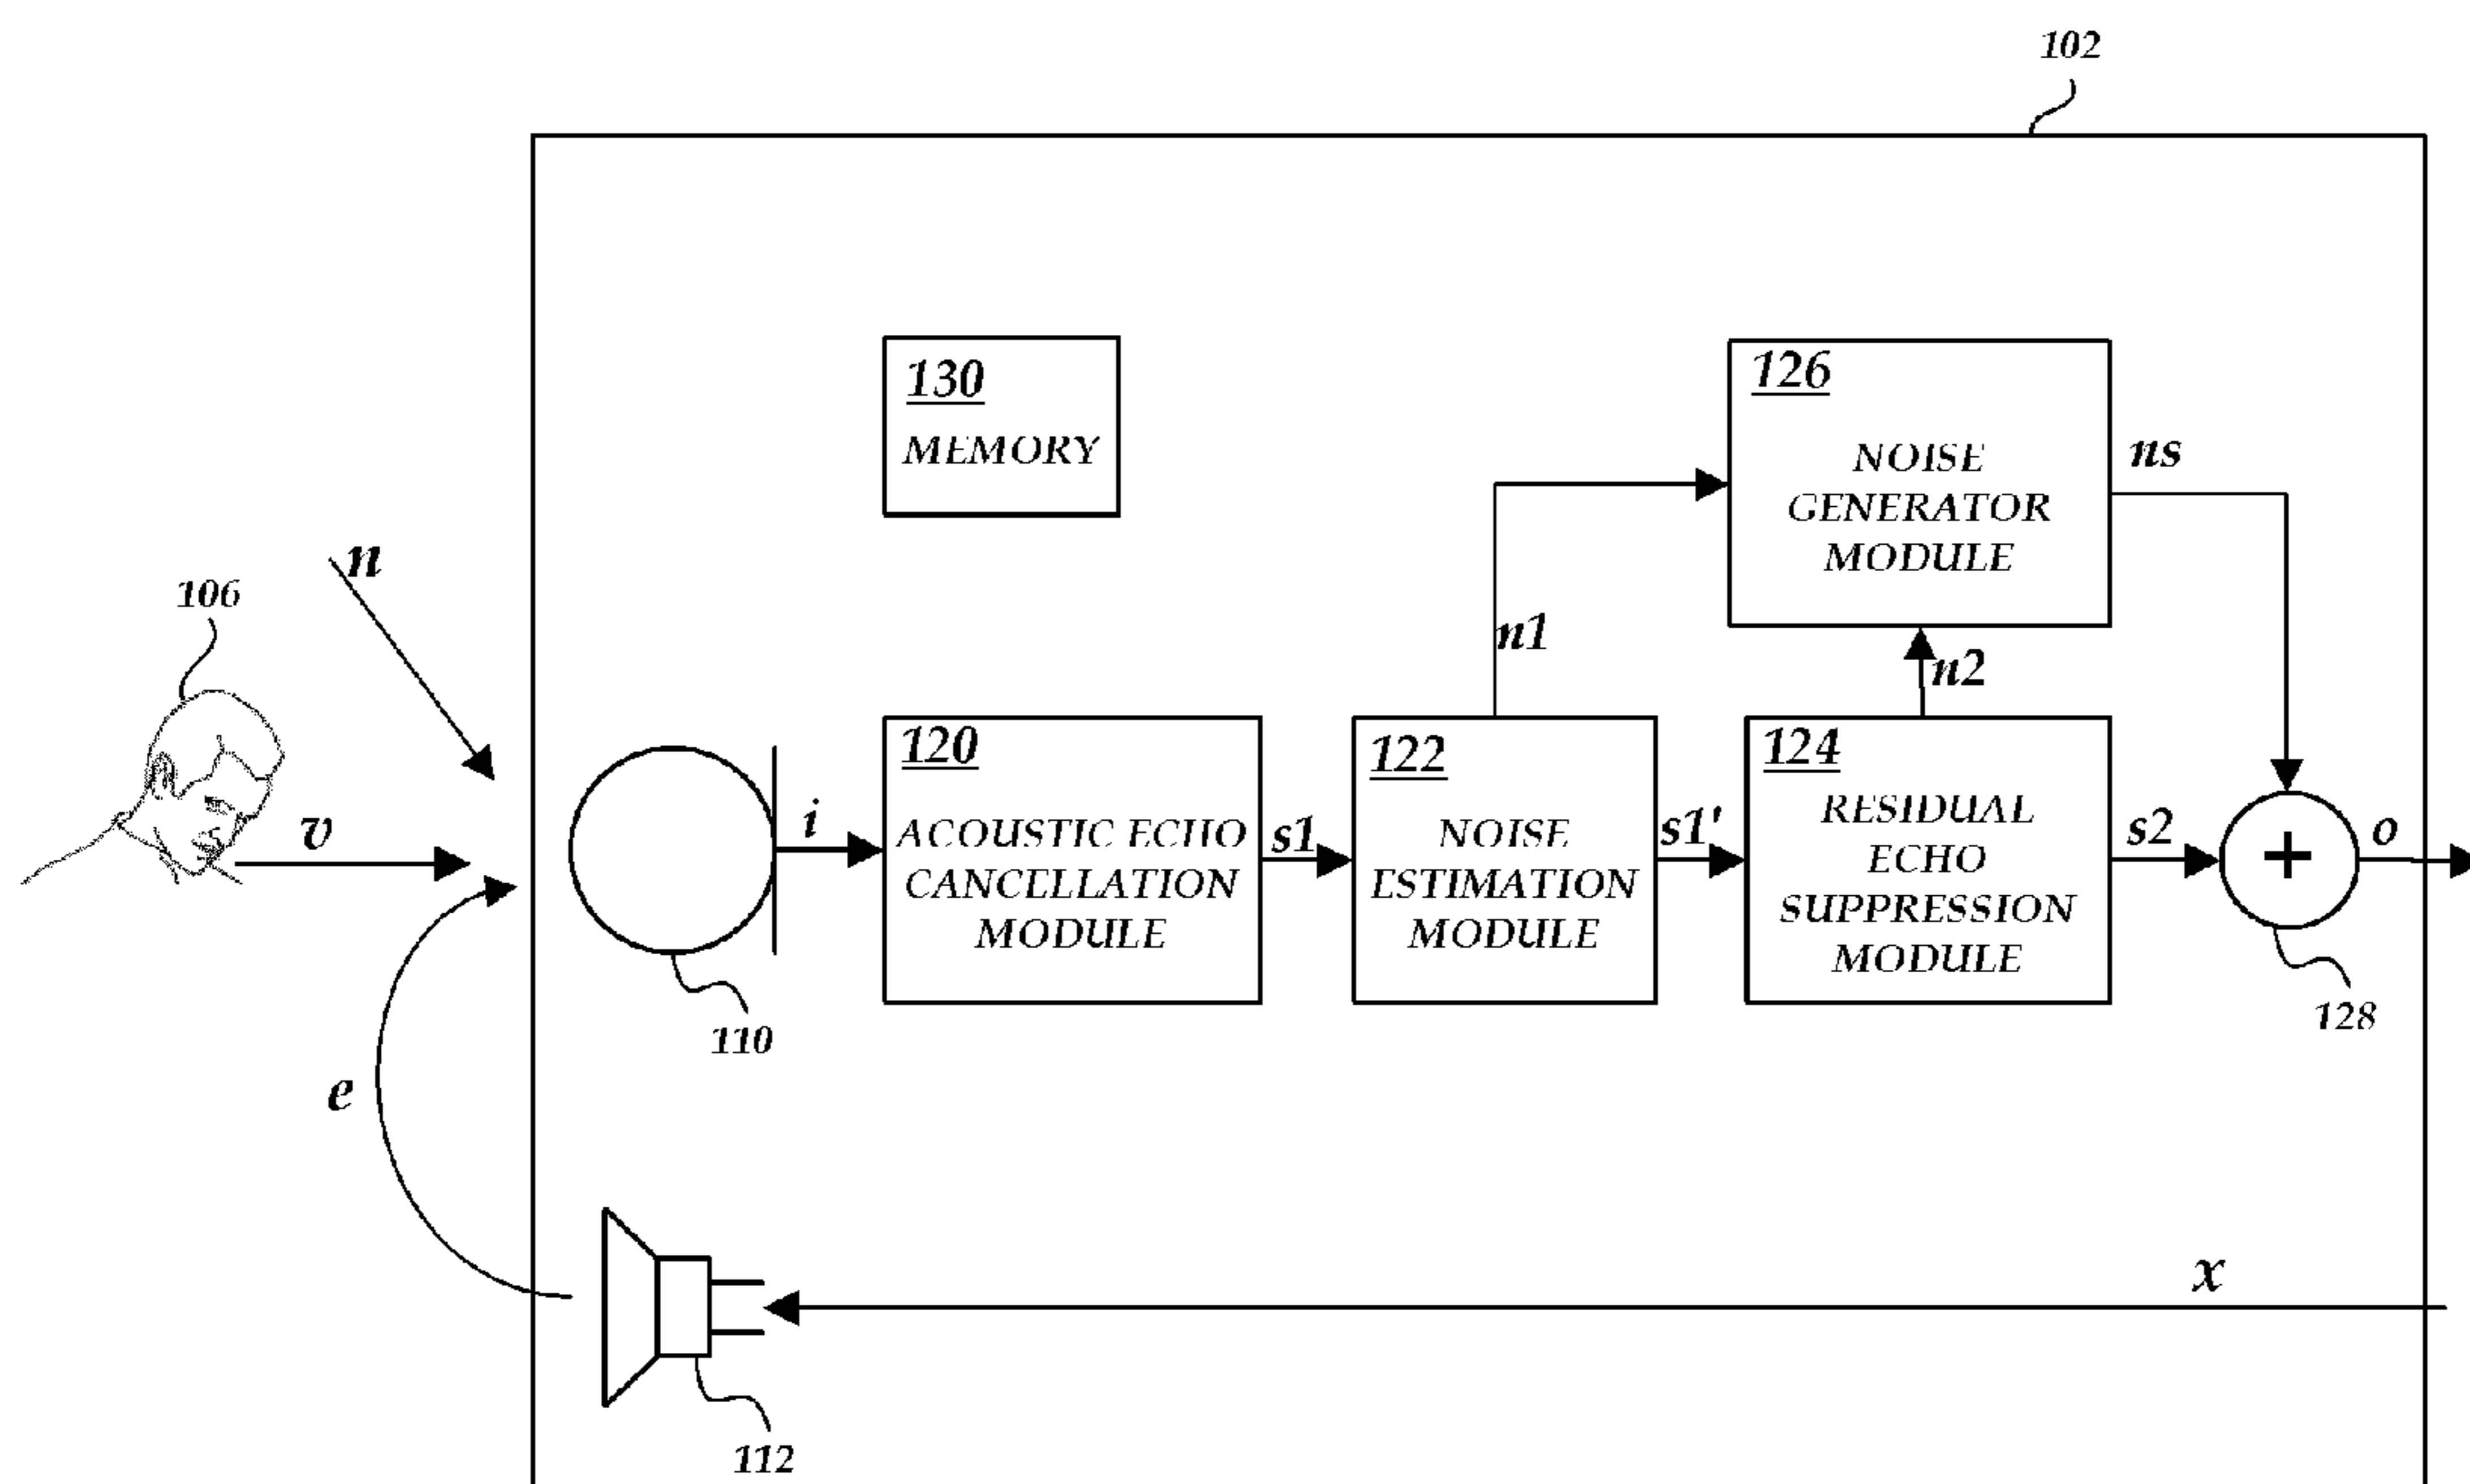 102
130
MEMORY
126
NOISE
GENERATOR
MODULE
ns
n
106
n1
n2
v
i
120
ACOUSTIC ECHO
CANCELLATION
MODULE
s1
122
NOISE
ESTIMATION
MODULE
s1'
124
RESIDUAL
ECHO
SUPPRESSION
MODULE
s2
+
o
110
128
e
x
112